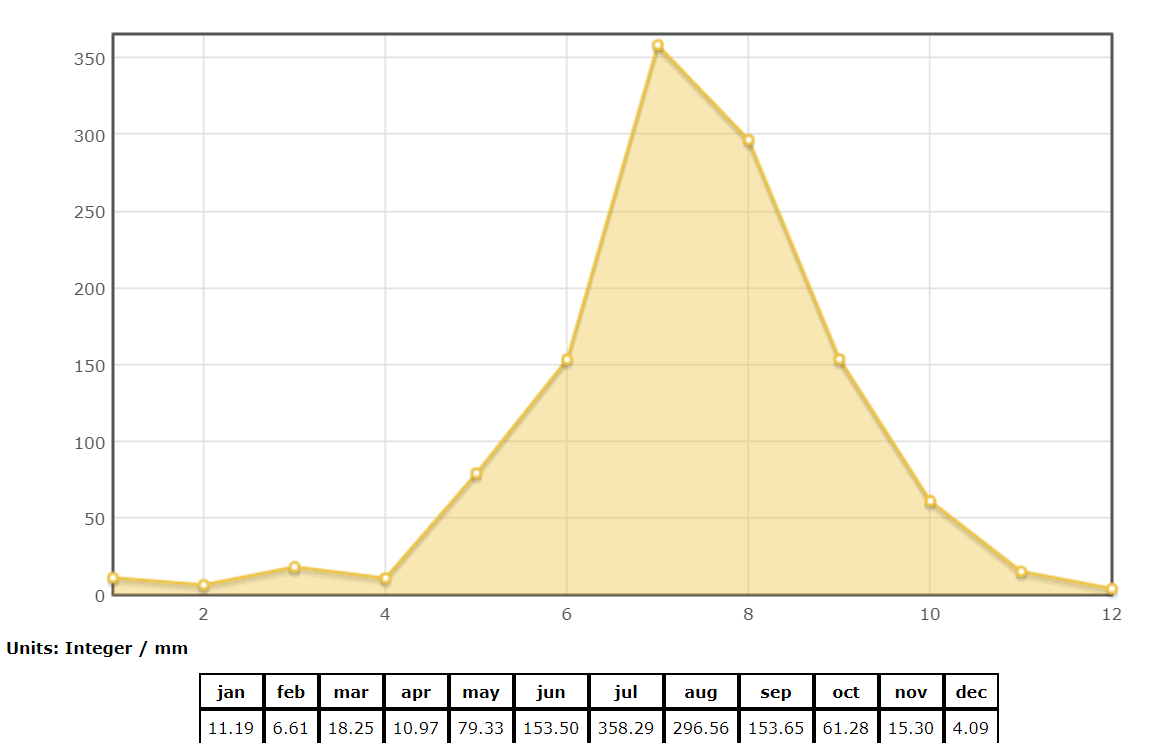 350
300
250
200
150
100
50
0
2 4 6 8 10 12
Units: Integer / mm
jan feb mar apr may jun jul aug sep oct nov dec
11.19 6.61 18.25 10.97 79.33 153.50 358.29 296.56 153.65 61.28 15.30 4.09